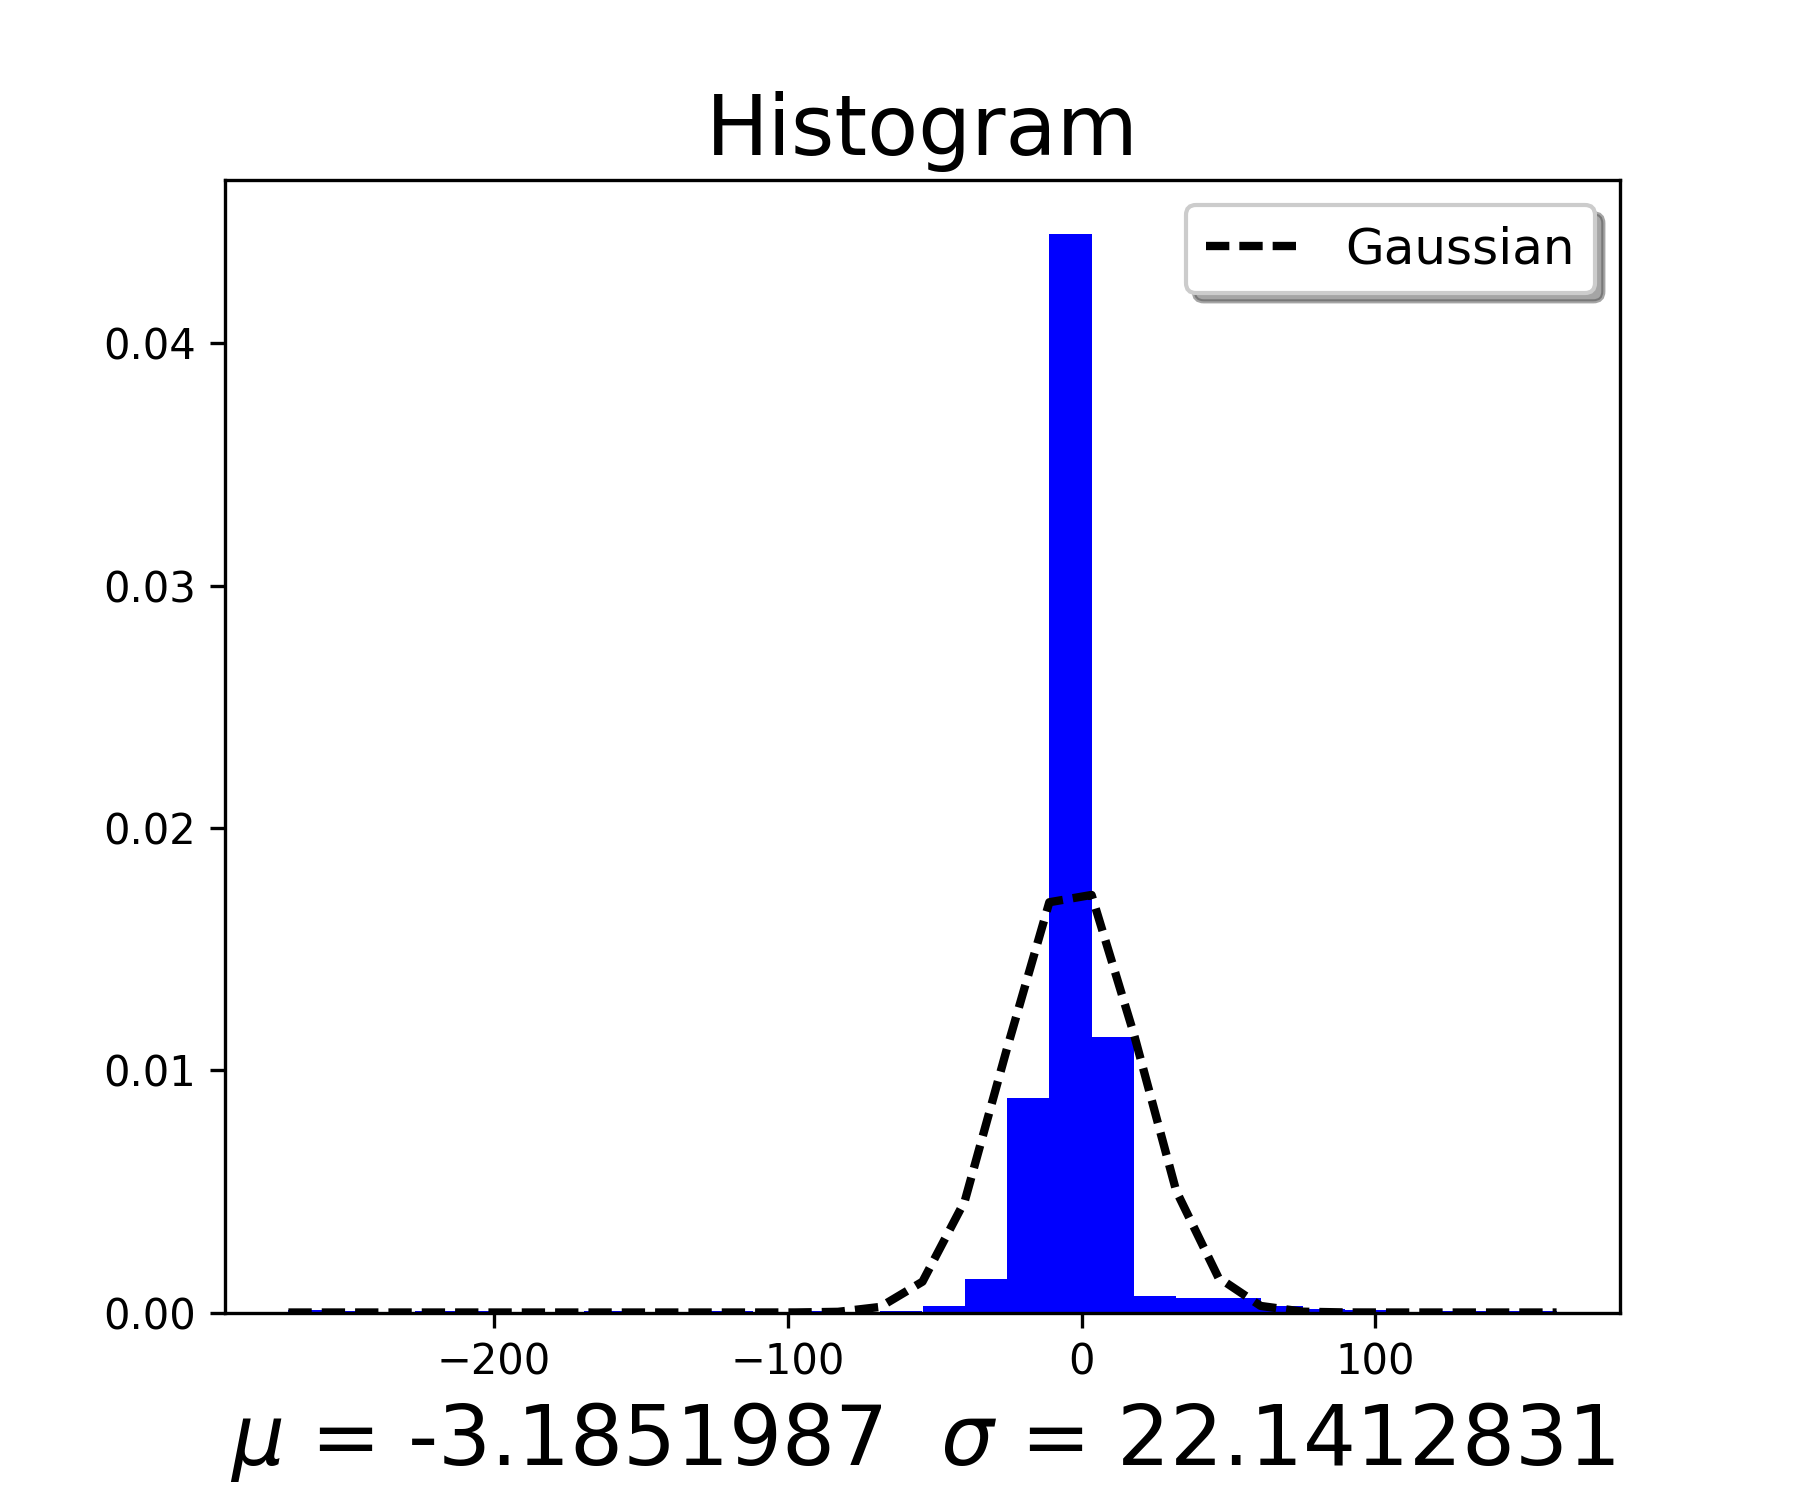 Histogram
Gaussian
0.04
0.03
0.02
0.01
0.00
−200 −100 0 100
μ = -3.1851987 σ = 22.1412831